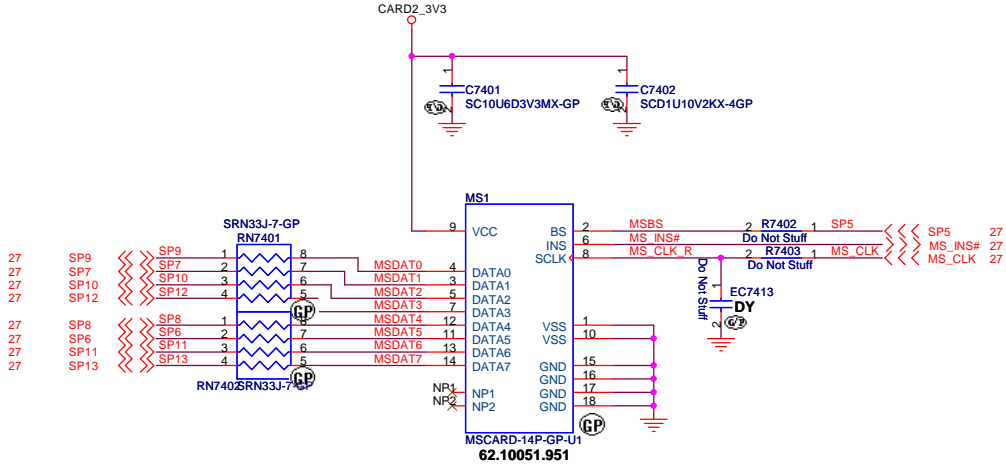 CARD2_3V3
1
C7401
SC10U6D3V3MX-GP
2
1
C7402
SCD1U10V2KX-4GP
2
MS1
SRN33J-7-GP
RN7401
27 SP9 SP9 1 8 MSDAT0 4 DATA0
27 SP7 SP7 2 7 MSDAT1 3 DATA1
27 SP10 SP10 3 6 MSDAT2 5 DATA2
27 SP12 SP12 4 5 MSDAT3 7 DATA3
GP
27 SP8 SP8 1 8 MSDAT4 12 DATA4
27 SP6 SP6 2 7 MSDAT5 11 DATA5
27 SP11 SP11 3 6 MSDAT6 13 DATA6
27 SP13 SP13 4 5 MSDAT7 14 DATA7
GP
RN7402 SRN33J-7-GP
9 VCC
NP1 NP1
NP2 NP2
BS 2 MSBS 2 R7402 1 SP5 SP5 27
Do Not Stuff
INS 6 MS_INS# MS_INS# 27
SCLK 8 MS_CLK_R 2 R7403 1 MS_CLK MS_CLK 27
Do Not Stuff
Do Not Stuff
1
EC7413
DY
2
VSS 1
VSS 10
GND 15
GND 16
GND 17
GND 18
GP
MSCARD-14P-GP-U1
62.10051.951